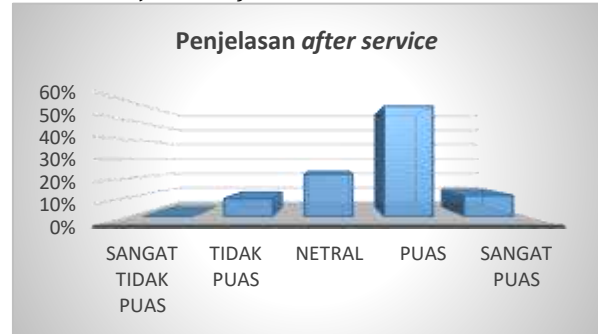 Penjelasan after service
60%
50%
40%
30%
20%
10%
0%
SANGAT TIDAK PUAS
TIDAK PUAS
NETRAL
PUAS
SANGAT PUAS